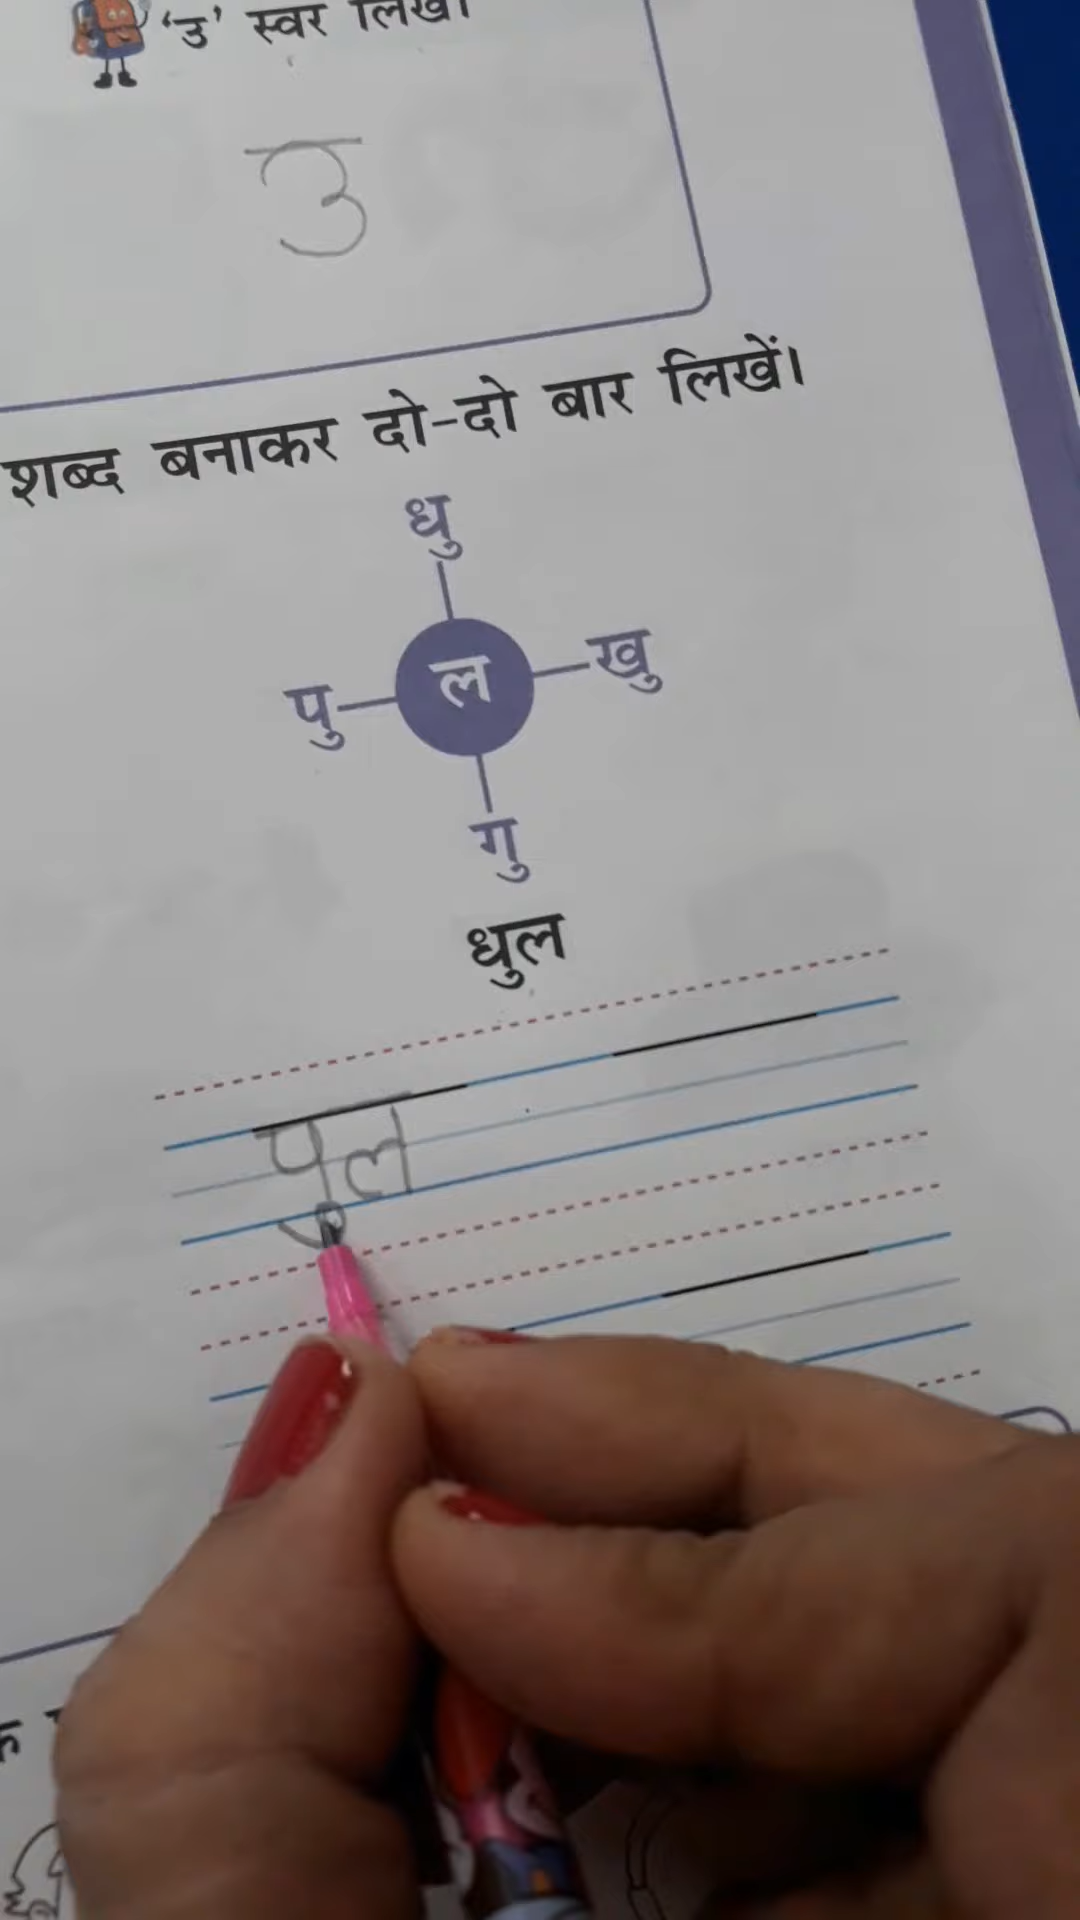 'उ' स्वर लिखें।
उ
शब्द बनाकर दो-दो बार लिखें।
धु
पु ल खु
गु
धुल
पुल